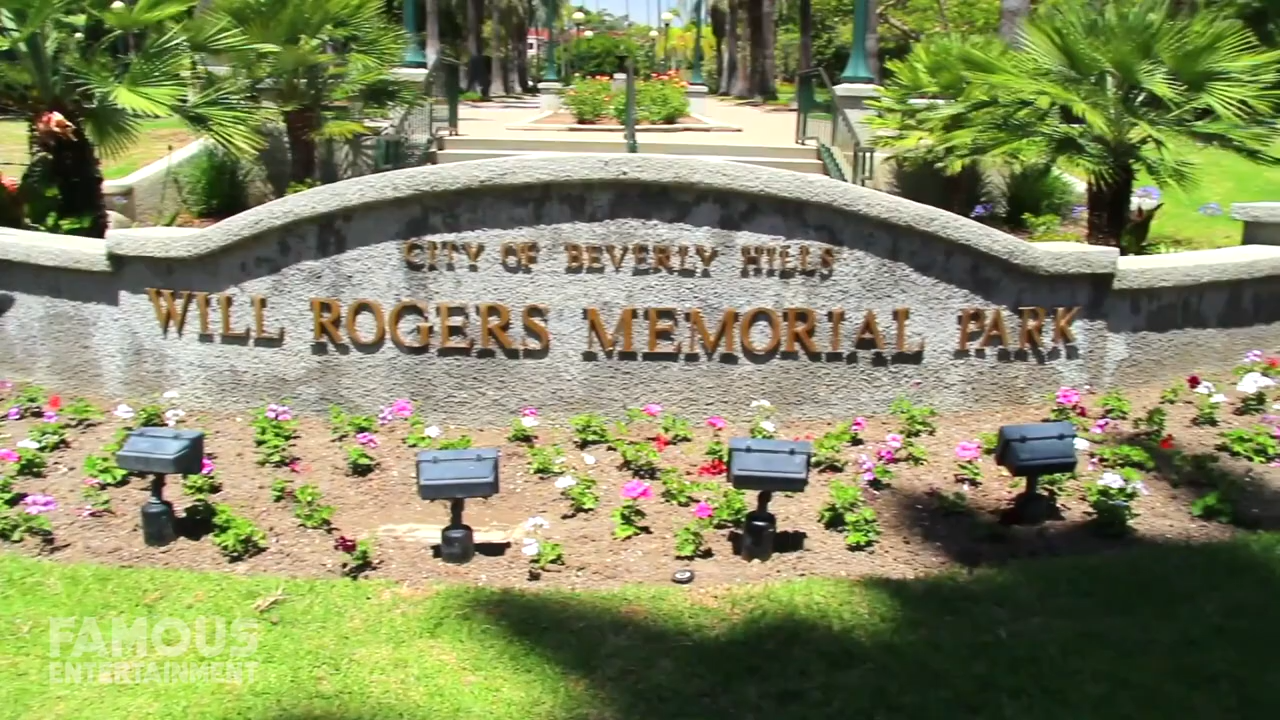 CITY OF BEVERLY HILLS
WILL ROGERS MEMORIAL PARK
FAMOUS
ENTERTAINMENT